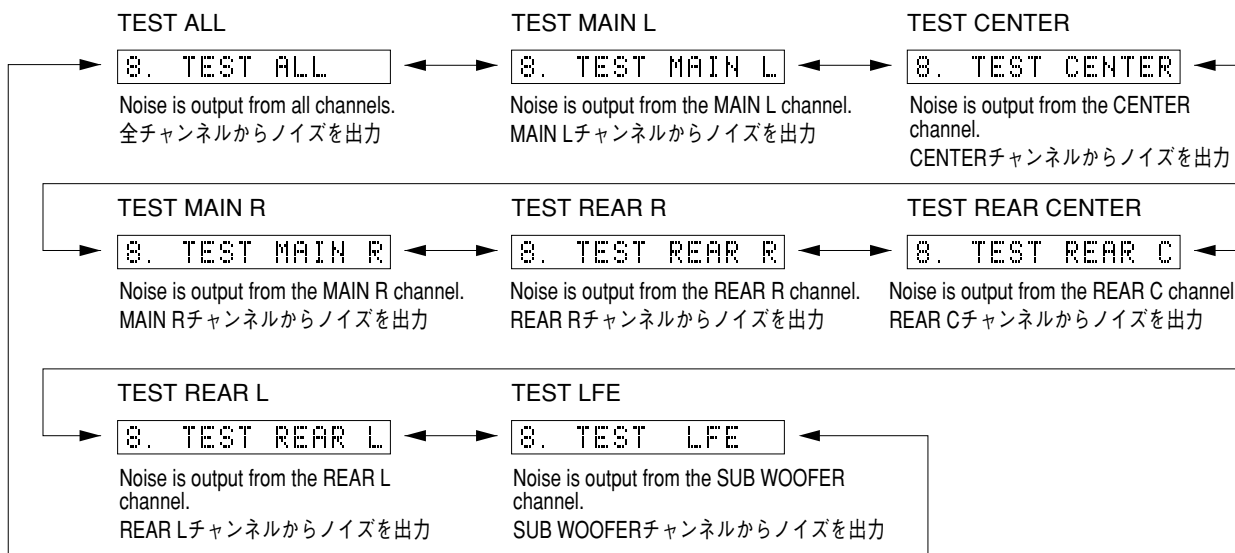 TEST ALL
TEST MAIN L
TEST CENTER
8. TEST ALL
8. TEST MAIN L
8. TEST CENTER
Noise is output from all channels.
全チャンネルからノイズを出力
Noise is output from the MAIN L channel.
MAIN Lチャンネルからノイズを出力
Noise is output from the CENTER
channel.
CENTERチャンネルからノイズを出力
TEST MAIN R
TEST REAR R
TEST REAR CENTER
8. TEST MAIN R
8. TEST REAR R
8. TEST REAR C
Noise is output from the MAIN R channel.
MAIN Rチャンネルからノイズを出力
Noise is output from the REAR R channel.
REAR Rチャンネルからノイズを出力
Noise is output from the REAR C channel
REAR Cチャンネルからノイズを出力
TEST REAR L
TEST LFE
8. TEST REAR L
8. TEST LFE
Noise is output from the REAR L
channel.
REAR Lチャンネルからノイズを出力
Noise is output from the SUB WOOFER
channel.
SUB WOOFERチャンネルからノイズを出力